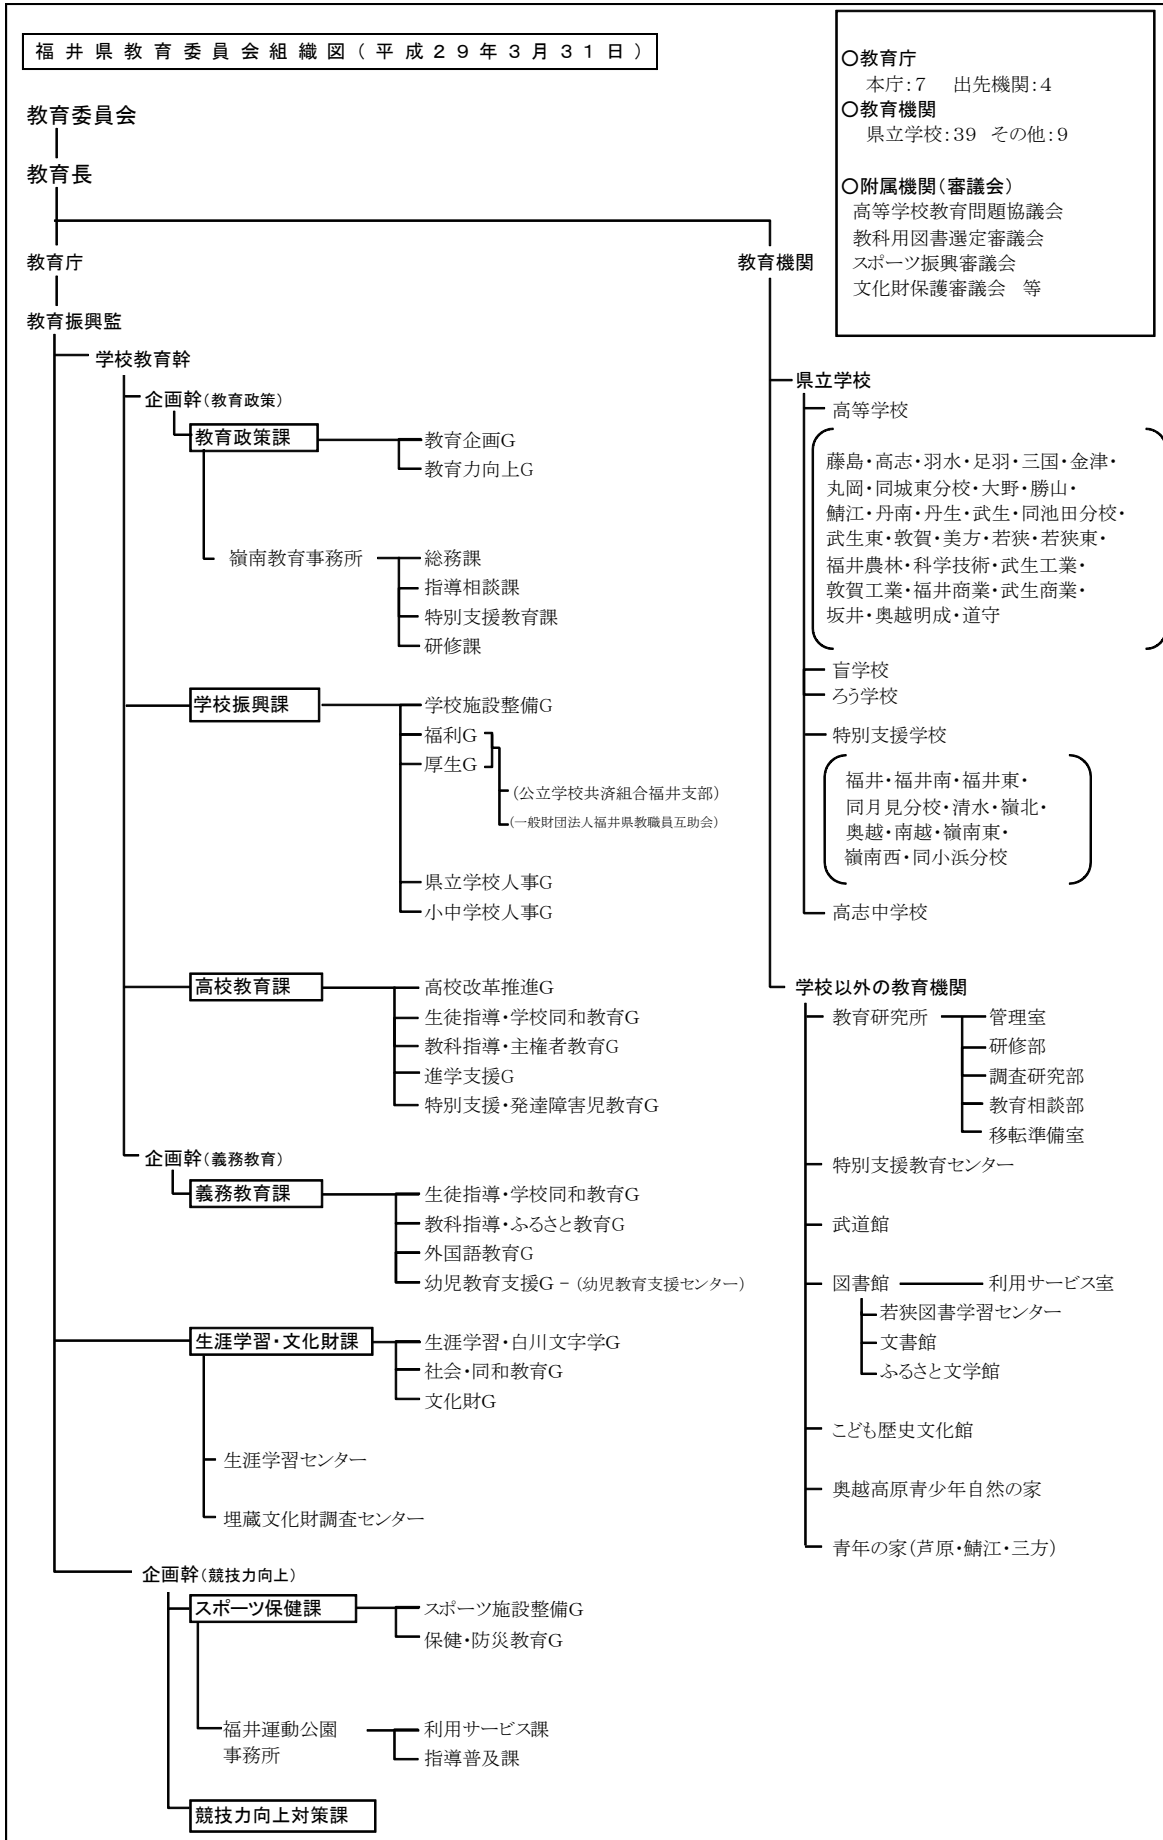 福井県教育委員会組織図(平成29年3月31日)
○教育庁
本庁:7 出先機関:4
○教育機関
県立学校:39 その他:9
○附属機関(審議会)
高等学校教育問題協議会
教科用図書選定審議会
スポーツ振興審議会
文化財保護審議会 等
教育委員会
教育長
教育庁
教育振興監
学校教育幹
企画幹(教育政策)
教育政策課
教育企画G
教育力向上G
嶺南教育事務所
総務課
指導相談課
特別支援教育課
研修課
学校振興課
学校施設整備G
福利G
厚生G
(公立学校共済組合福井支部)
(一般財団法人福井県教職員互助会)
県立学校人事G
小中学校人事G
高校教育課
高校改革推進G
生徒指導・学校同和教育G
教科指導・主権者教育G
進学支援G
特別支援・発達障害児教育G
企画幹(義務教育)
義務教育課
生徒指導・学校同和教育G
教科指導・ふるさと教育G
外国語教育G
幼児教育支援G-(幼児教育支援センター)
生涯学習・文化財課
生涯学習・白川文字学G
社会・同和教育G
文化財G
生涯学習センター
埋蔵文化財調査センター
企画幹(競技力向上)
スポーツ保健課
スポーツ施設整備G
保健・防災教育G
福井運動公園
事務所
利用サービス課
指導普及課
競技力向上対策課
教育機関
県立学校
高等学校
藤島・高志・羽水・足羽・三国・金津・
丸岡・同城東分校・大野・勝山・
鯖江・丹南・丹生・武生・同池田分校・
武生東・敦賀・美方・若狭・若狭東・
福井農林・科学技術・武生工業・
敦賀工業・福井商業・武生商業・
坂井・奥越明成・道守
盲学校
ろう学校
特別支援学校
福井・福井南・福井東・
同月見分校・清水・嶺北・
奥越・南越・嶺南東・
嶺南西・同小浜分校
高志中学校
学校以外の教育機関
教育研究所
管理室
研修部
調査研究部
教育相談部
移転準備室
特別支援教育センター
武道館
図書館
利用サービス室
若狭図書学習センター
文書館
ふるさと文学館
こども歴史文化館
奥越高原青少年自然の家
青年の家(芦原・鯖江・三方)